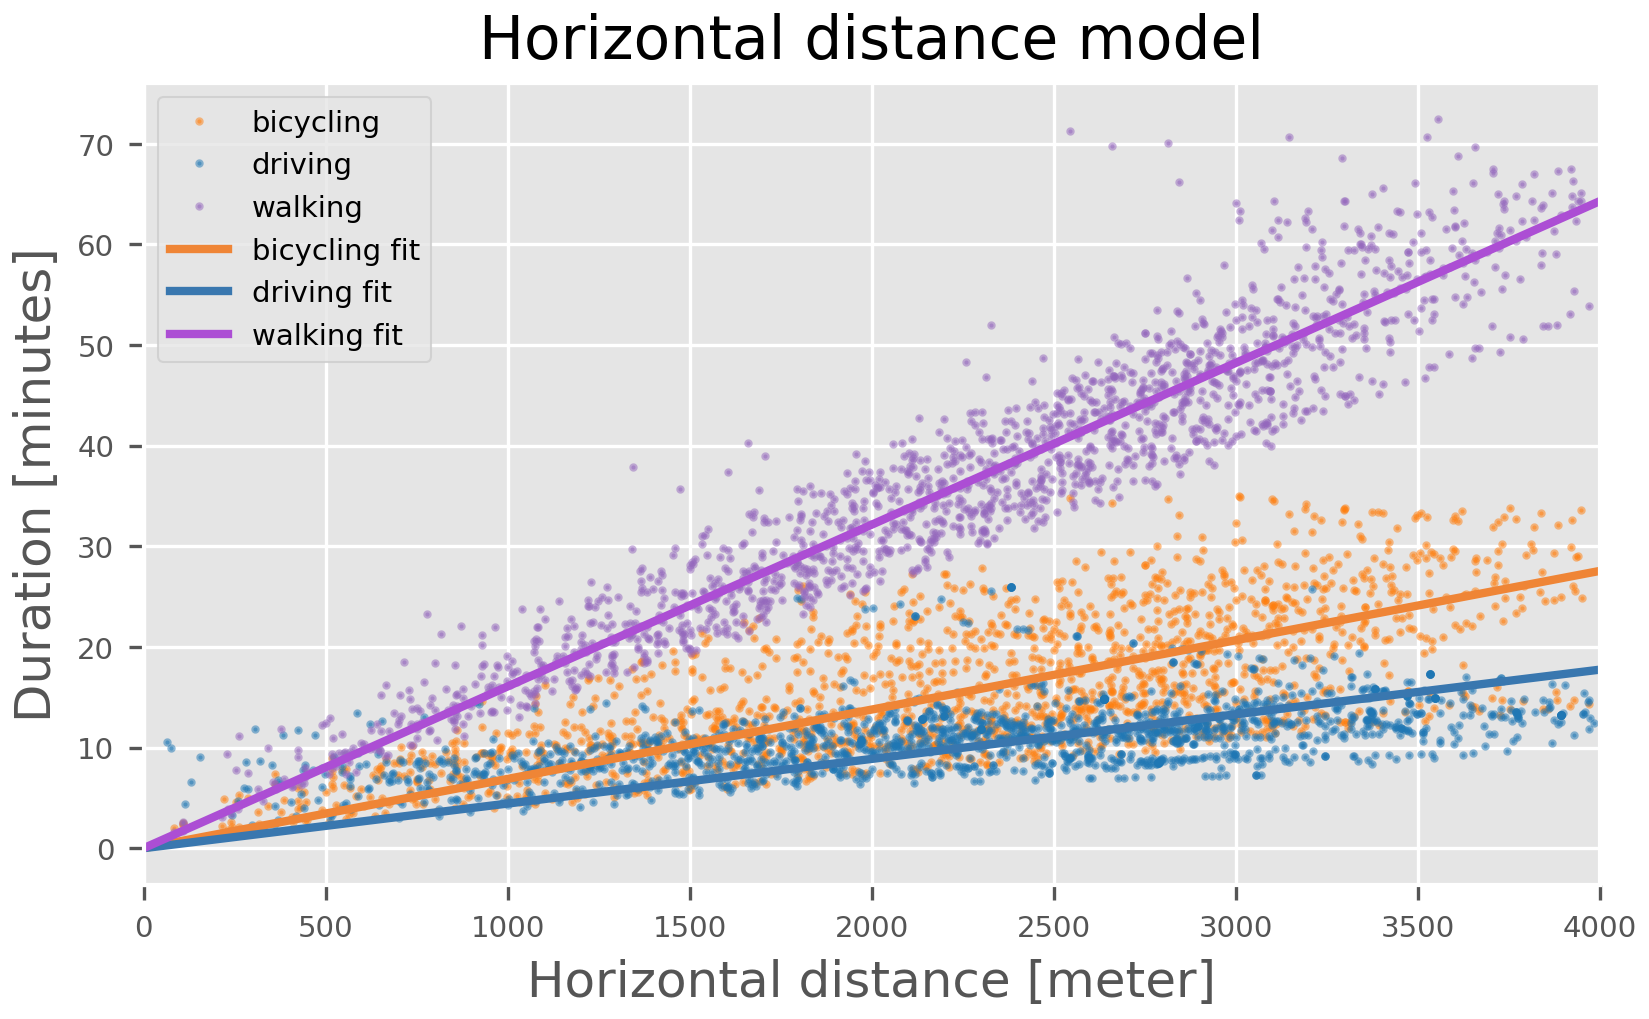 Horizontal distance model
bicycling
driving
walking
bicycling fit
driving fit
walking fit
70
60
50
40
30
20
10
0
Duration [minutes]
0 500 1000 1500 2000 2500 3000 3500 4000
Horizontal distance [meter]